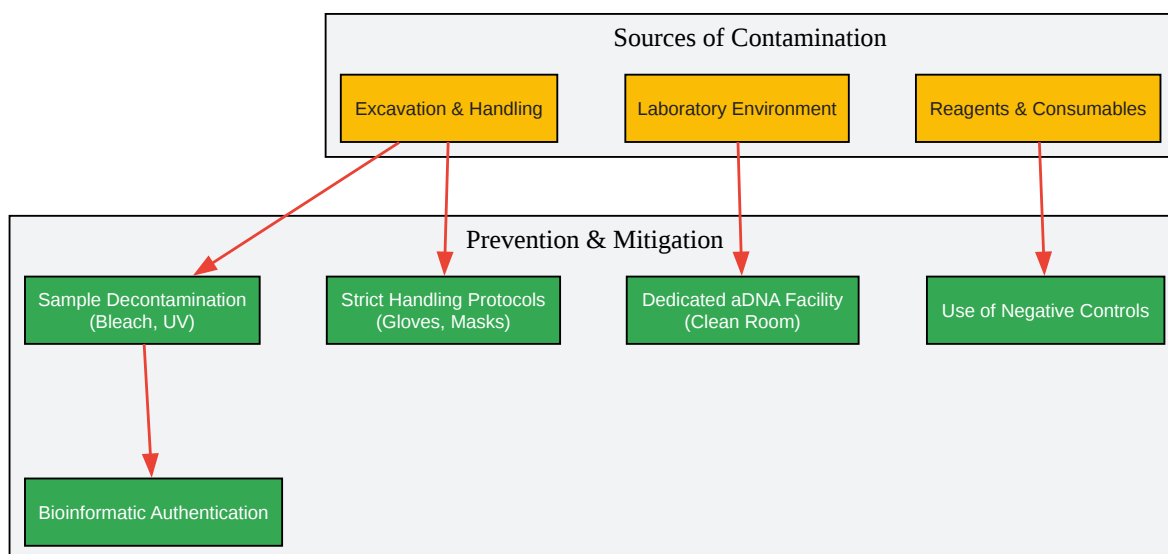 Sources of Contamination
Excavation & Handling
Laboratory Environment
Reagents & Consumables
Prevention & Mitigation
Sample Decontamination
(Bleach, UV)
Strict Handling Protocols
(Gloves, Masks)
Dedicated aDNA Facility
(Clean Room)
Use of Negative Controls
Bioinformatic Authentication